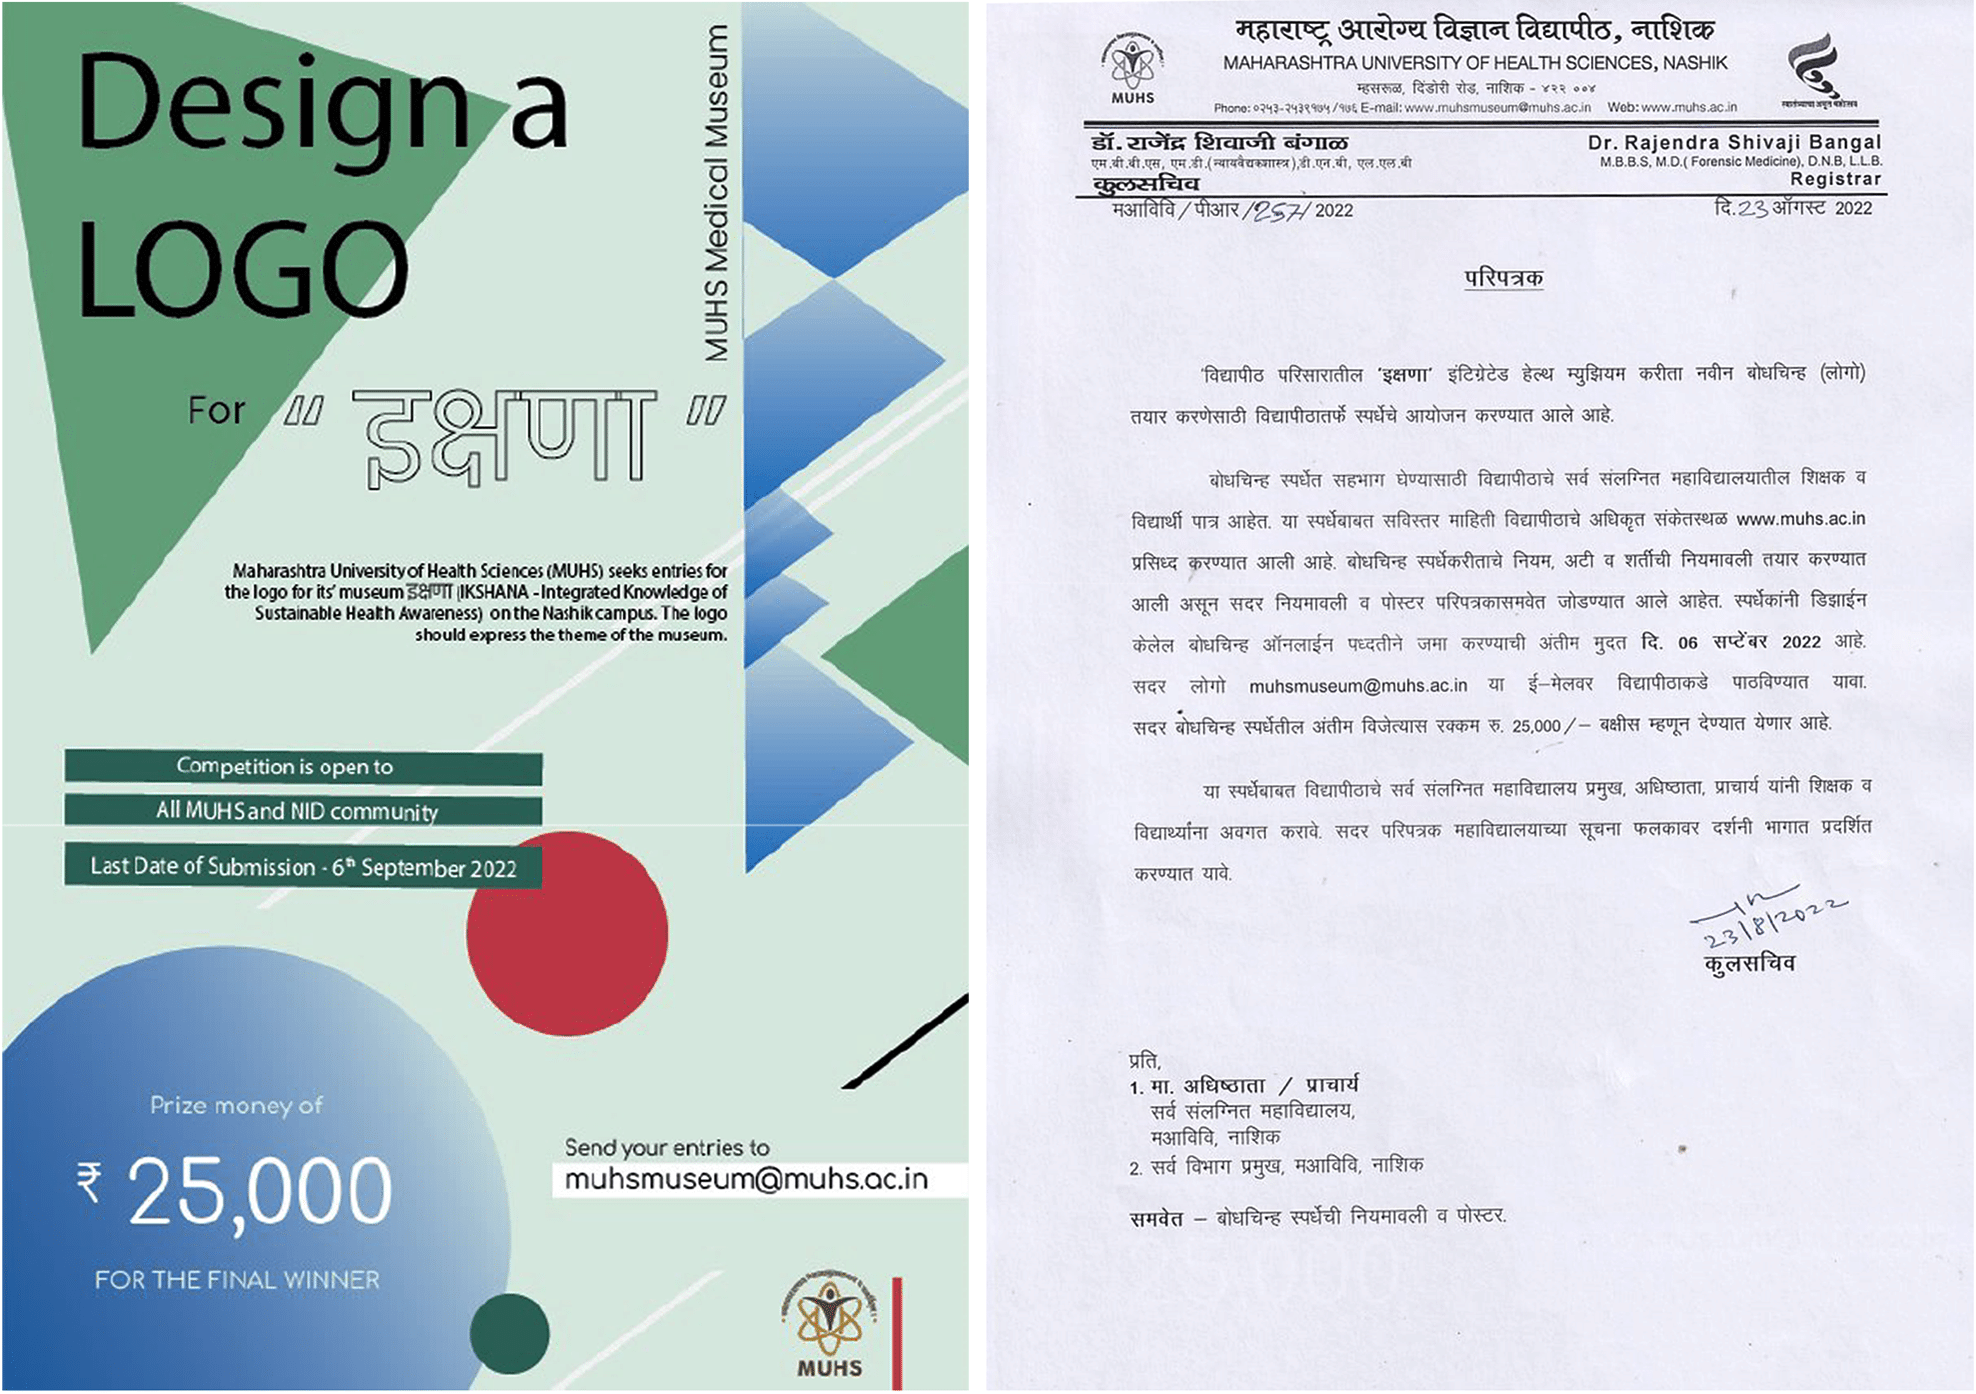 Design a
LOGO
For “ इक्षणा ”
MUHS Medical Museum
Maharashtra University of Health Sciences (MUHS) seeks entries for
the logo for its’ museum इक्षणा (IKSHANA - Integrated Knowledge of
Sustainable Health Awareness) on the Nashik campus. The logo
should express the theme of the museum.
Competition is open to
All MUHS and NID community
Last Date of Submission - 6th September 2022
Prize money of
₹ 25,000
FOR THE FINAL WINNER
Send your entries to
muhsmuseum@muhs.ac.in
MUHS
महाराष्ट्र आरोग्य विज्ञान विद्यापीठ, नाशिक
MAHARASHTRA UNIVERSITY OF HEALTH SCIENCES, NASHIK
म्हसरूळ, दिंडोरी रोड, नाशिक - ४२२ ००४
Phone: ०२५३-२५३९१७५/१७६ E-mail: www.muhsmuseum@muhs.ac.in Web: www.muhs.ac.in
MUHS
स्वातंत्र्याचा अमृत महोत्सव
डॉ. राजेंद्र शिवाजी बंगाळ
एम.बी.बी.एस, एम.डी.(न्यायवैद्यकशास्त्र),डी.एन.बी, एल.एल.बी
कुलसचिव
Dr. Rajendra Shivaji Bangal
M.B.B.S, M.D.( Forensic Medicine), D.N.B, L.L.B.
Registrar
मआविवि/पीआर/257/2022
दि.23ऑगस्ट 2022
परिपत्रक
'विद्यापीठ परिसारातील 'इक्षणा' इंटिग्रेटेड हेल्थ म्युझियम करीता नवीन बोधचिन्ह (लोगो)
तयार करणेसाठी विद्यापीठातर्फे स्पर्धेचे आयोजन करण्यात आले आहे.
बोधचिन्ह स्पर्धेत सहभाग घेण्यासाठी विद्यापीठाचे सर्व संलग्नित महाविद्यालयातील शिक्षक व
विद्यार्थी पात्र आहेत. या स्पर्धेबाबत सविस्तर माहिती विद्यापीठाचे अधिकृत संकेतस्थळ www.muhs.ac.in
प्रसिध्द करण्यात आली आहे. बोधचिन्ह स्पर्धेकरीताचे नियम, अटी व शर्तीची नियमावली तयार करण्यात
आली असून सदर नियमावली व पोस्टर परिपत्रकासमवेत जोडण्यात आले आहेत. स्पर्धेकांनी डिझाईन
केलेल बोधचिन्ह ऑनलाईन पध्दतीने जमा करण्याची अंतीम मुदत दि. 06 सप्टेंबर 2022 आहे.
सदर लोगो muhsmuseum@muhs.ac.in या ई-मेलवर विद्यापीठाकडे पाठविण्यात यावा.
सदर बोधचिन्ह स्पर्धेतील अंतीम विजेत्यास रक्कम रु. 25,000/- बक्षीस म्हणून देण्यात येणार आहे.
या स्पर्धेबाबत विद्यापीठाचे सर्व संलग्नित महाविद्यालय प्रमुख, अधिष्ठाता, प्राचार्य यांनी शिक्षक व
विद्यार्थ्यांना अवगत करावे. सदर परिपत्रक महाविद्यालयाच्या सूचना फलकावर दर्शनी भागात प्रदर्शित
करण्यात यावे.
23/8/2022
कुलसचिव
प्रति,
1. मा. अधिष्ठाता / प्राचार्य
सर्व संलग्नित महाविद्यालय,
मआविवि, नाशिक
2. सर्व विभाग प्रमुख, मआविवि, नाशिक
समवेत – बोधचिन्ह स्पर्धेची नियमावली व पोस्टर.